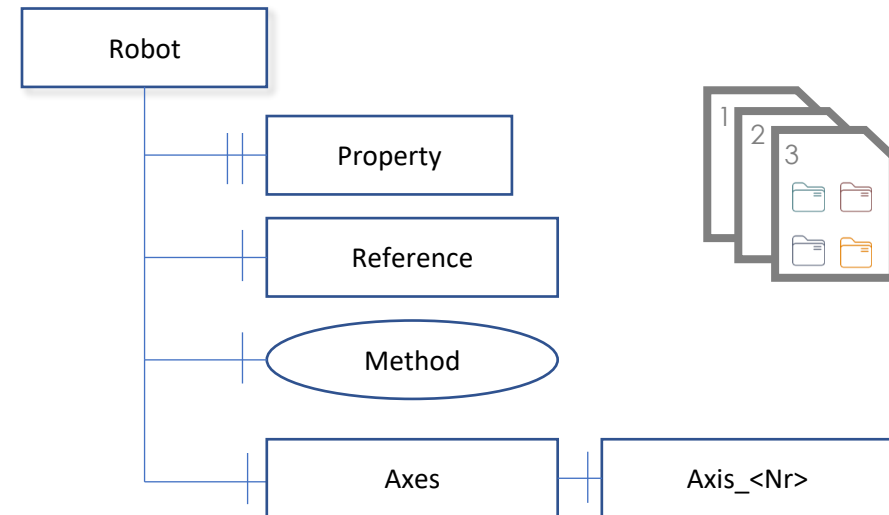 Robot
Property
Reference
Method
Axes
Axis_<Nr>
1
2
3